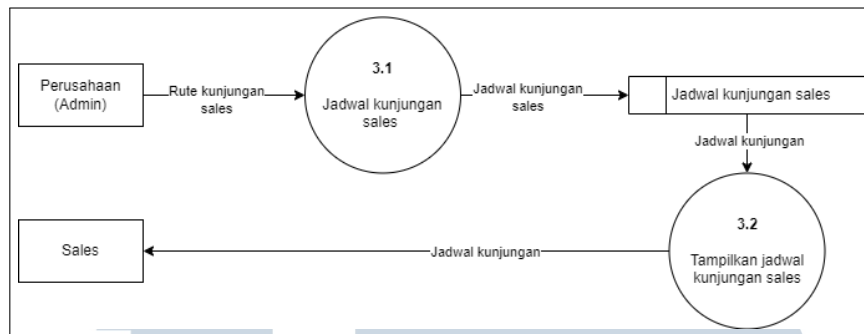 Perusahaan
(Admin)
Rute kunjungan
sales
3.1
Jadwal kunjungan
sales
Jadwal kunjungan
sales
Jadwal kunjungan sales
Jadwal kunjungan
3.2
Tampilkan jadwal
kunjungan sales
Jadwal kunjungan
Sales